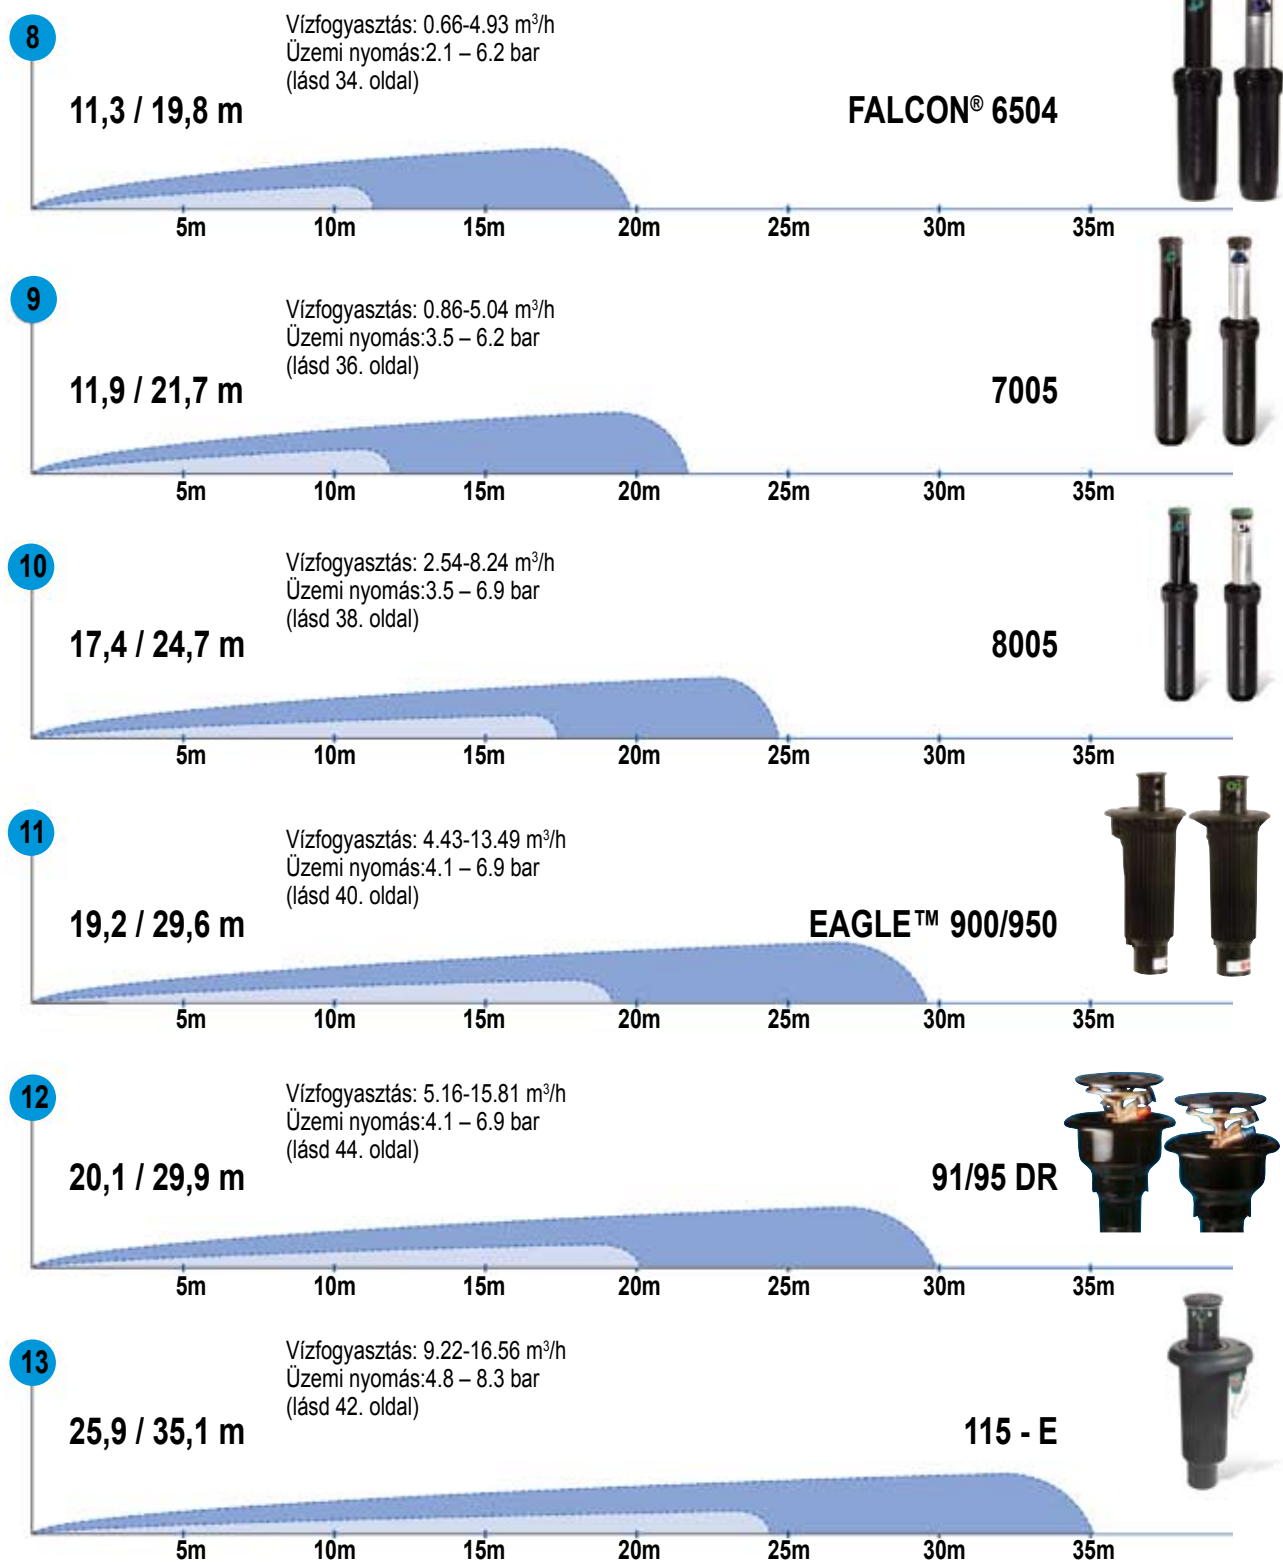 8
Vízfogyasztás: 0.66-4.93 m³/h
Üzemi nyomás:2.1 – 6.2 bar
(lásd 34. oldal)
11,3 / 19,8 m
FALCON® 6504
5m 10m 15m 20m 25m 30m 35m
9
Vízfogyasztás: 0.86-5.04 m³/h
Üzemi nyomás:3.5 – 6.2 bar
(lásd 36. oldal)
11,9 / 21,7 m
7005
5m 10m 15m 20m 25m 30m 35m
10
Vízfogyasztás: 2.54-8.24 m³/h
Üzemi nyomás:3.5 – 6.9 bar
(lásd 38. oldal)
17,4 / 24,7 m
8005
5m 10m 15m 20m 25m 30m 35m
11
Vízfogyasztás: 4.43-13.49 m³/h
Üzemi nyomás:4.1 – 6.9 bar
(lásd 40. oldal)
19,2 / 29,6 m
EAGLE™ 900/950
5m 10m 15m 20m 25m 30m 35m
12
Vízfogyasztás: 5.16-15.81 m³/h
Üzemi nyomás:4.1 – 6.9 bar
(lásd 44. oldal)
20,1 / 29,9 m
91/95 DR
5m 10m 15m 20m 25m 30m 35m
13
Vízfogyasztás: 9.22-16.56 m³/h
Üzemi nyomás:4.8 – 8.3 bar
(lásd 42. oldal)
25,9 / 35,1 m
115 - E
5m 10m 15m 20m 25m 30m 35m